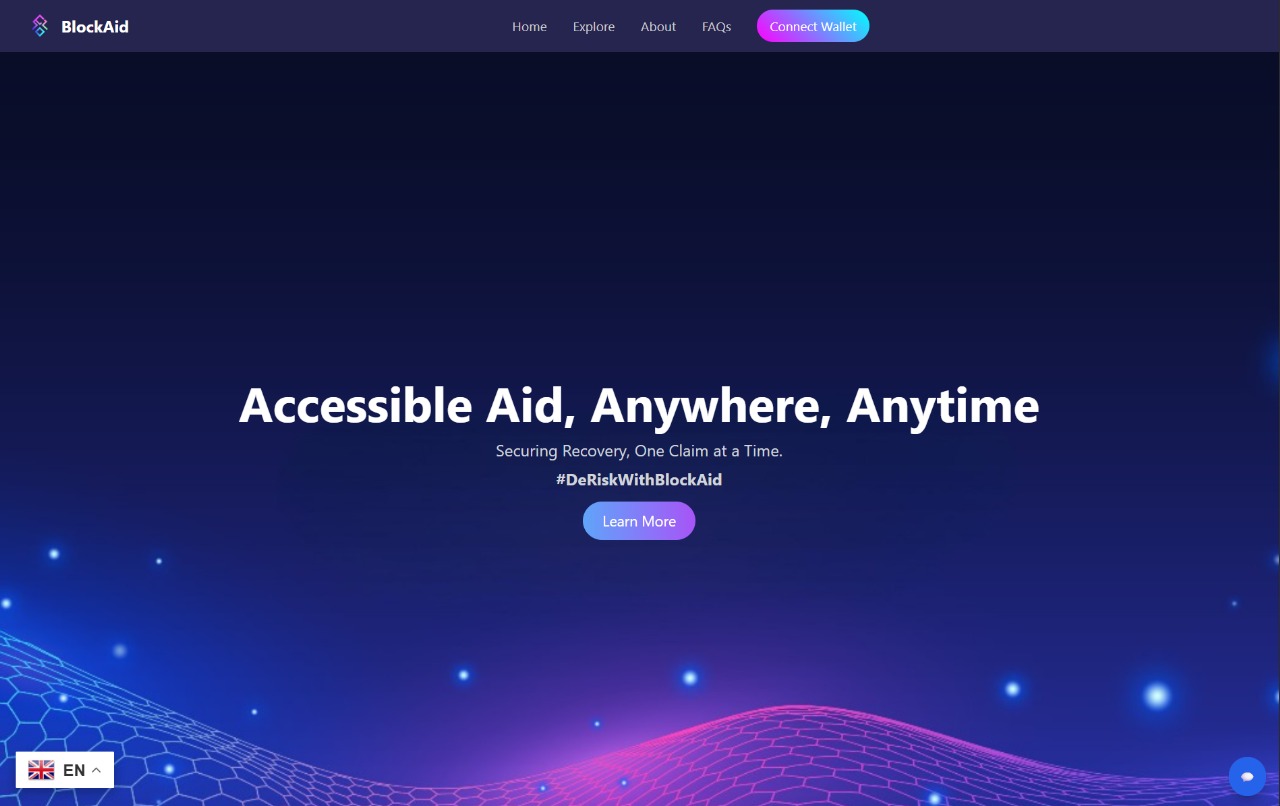 BlockAid
Home
Explore
About
FAQs
Connect Wallet
Accessible Aid, Anywhere, Anytime
Securing Recovery, One Claim at a Time.
#DeRiskWithBlockAid
Learn More
EN